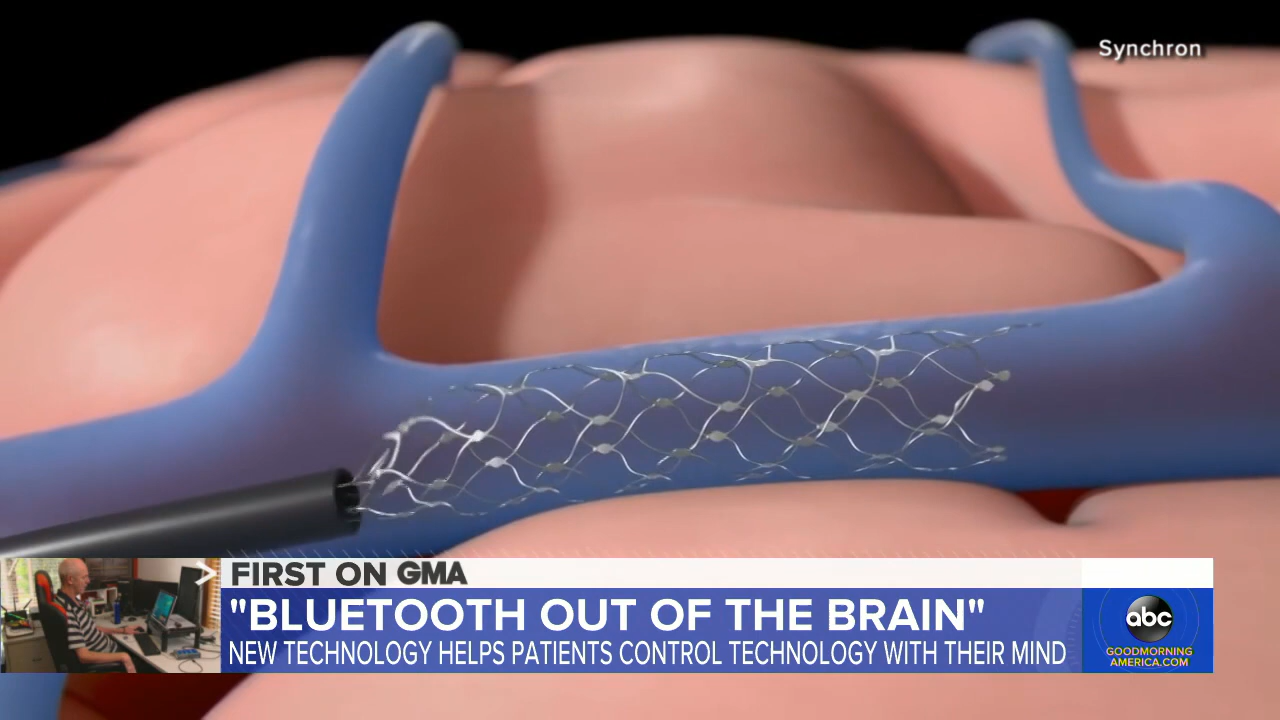 Synchron
FIRST ON GMA
"BLUETOOTH OUT OF THE BRAIN"
NEW TECHNOLOGY HELPS PATIENTS CONTROL TECHNOLOGY WITH THEIR MIND
abc
GOODMORNING
AMERICA.COM